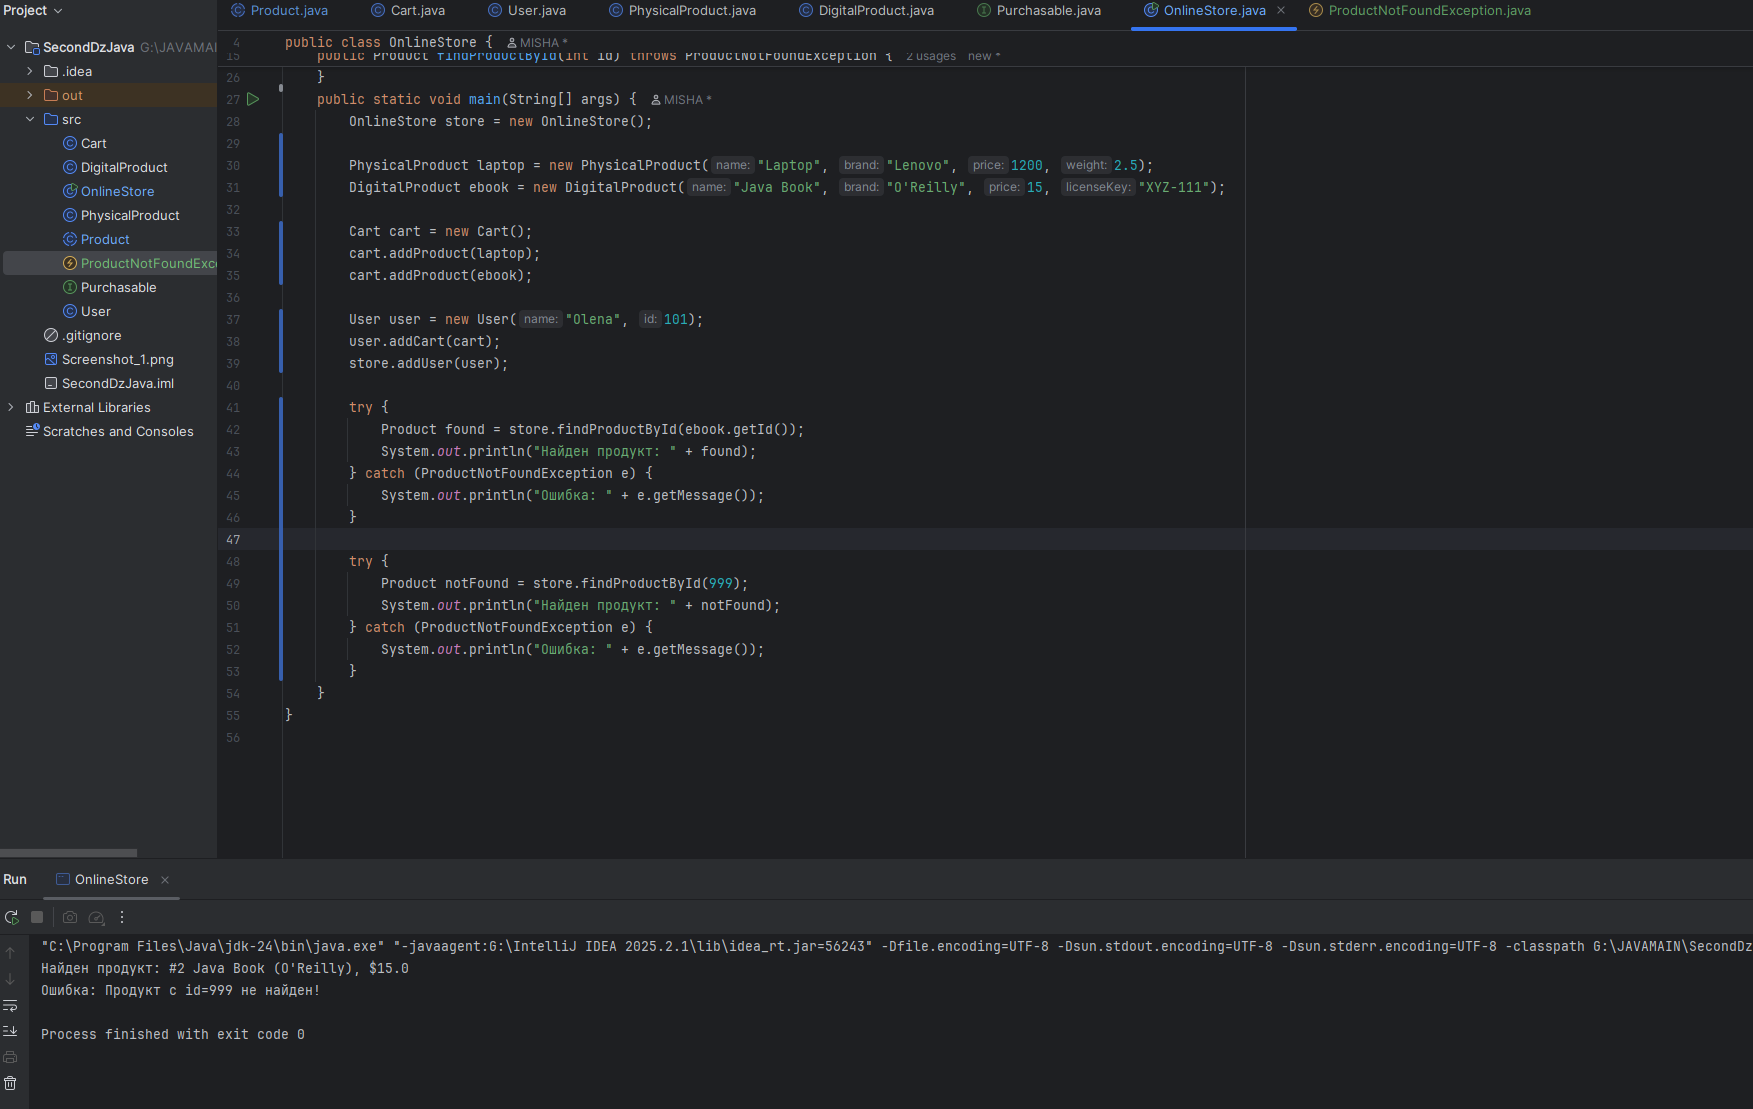 Project
Product.java Cart.java User.java PhysicalProduct.java DigitalProduct.java Purchasable.java OnlineStore.java ProductNotFoundException.java
SecondDzJava G:\JAVAMAI
.idea
out
src
Cart
DigitalProduct
OnlineStore
PhysicalProduct
Product
ProductNotFoundExce
Purchasable
User
.gitignore
Screenshot_1.png
SecondDzJava.iml
External Libraries
Scratches and Consoles
4 public class OnlineStore { MISHA *
15 public Product findProductById(int id) throws ProductNotFoundException { 2 usages new *
26 }
27 public static void main(String[] args) { MISHA *
28 OnlineStore store = new OnlineStore();
29
30 PhysicalProduct laptop = new PhysicalProduct( name: "Laptop", brand: "Lenovo", price: 1200, weight: 2.5);
31 DigitalProduct ebook = new DigitalProduct( name: "Java Book", brand: "O'Reilly", price: 15, licenseKey: "XYZ-111");
32
33 Cart cart = new Cart();
34 cart.addProduct(laptop);
35 cart.addProduct(ebook);
36
37 User user = new User( name: "Olena", id: 101);
38 user.addCart(cart);
39 store.addUser(user);
40
41 try {
42 Product found = store.findProductById(ebook.getId());
43 System.out.println("Найден продукт: " + found);
44 } catch (ProductNotFoundException e) {
45 System.out.println("Ошибка: " + e.getMessage());
46 }
47
48 try {
49 Product notFound = store.findProductById(999);
50 System.out.println("Найден продукт: " + notFound);
51 } catch (ProductNotFoundException e) {
52 System.out.println("Ошибка: " + e.getMessage());
53 }
54 }
55 }
56
Run OnlineStore
"C:\Program Files\Java\jdk-24\bin\java.exe" "-javaagent:G:\IntelliJ IDEA 2025.2.1\lib\idea_rt.jar=56243" -Dfile.encoding=UTF-8 -Dsun.stdout.encoding=UTF-8 -Dsun.stderr.encoding=UTF-8 -classpath G:\JAVAMAIN\SecondDz
Найден продукт: #2 Java Book (O'Reilly), $15.0
Ошибка: Продукт с id=999 не найден!
Process finished with exit code 0